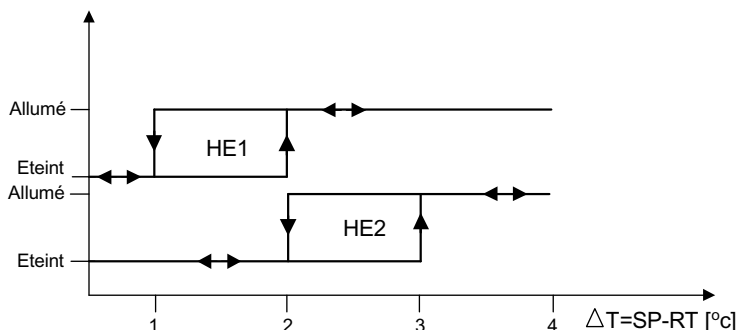 Allumé
HE1
Eteint
Allumé
HE2
Eteint
1 2 3 4 △T=SP-RT [ºc]